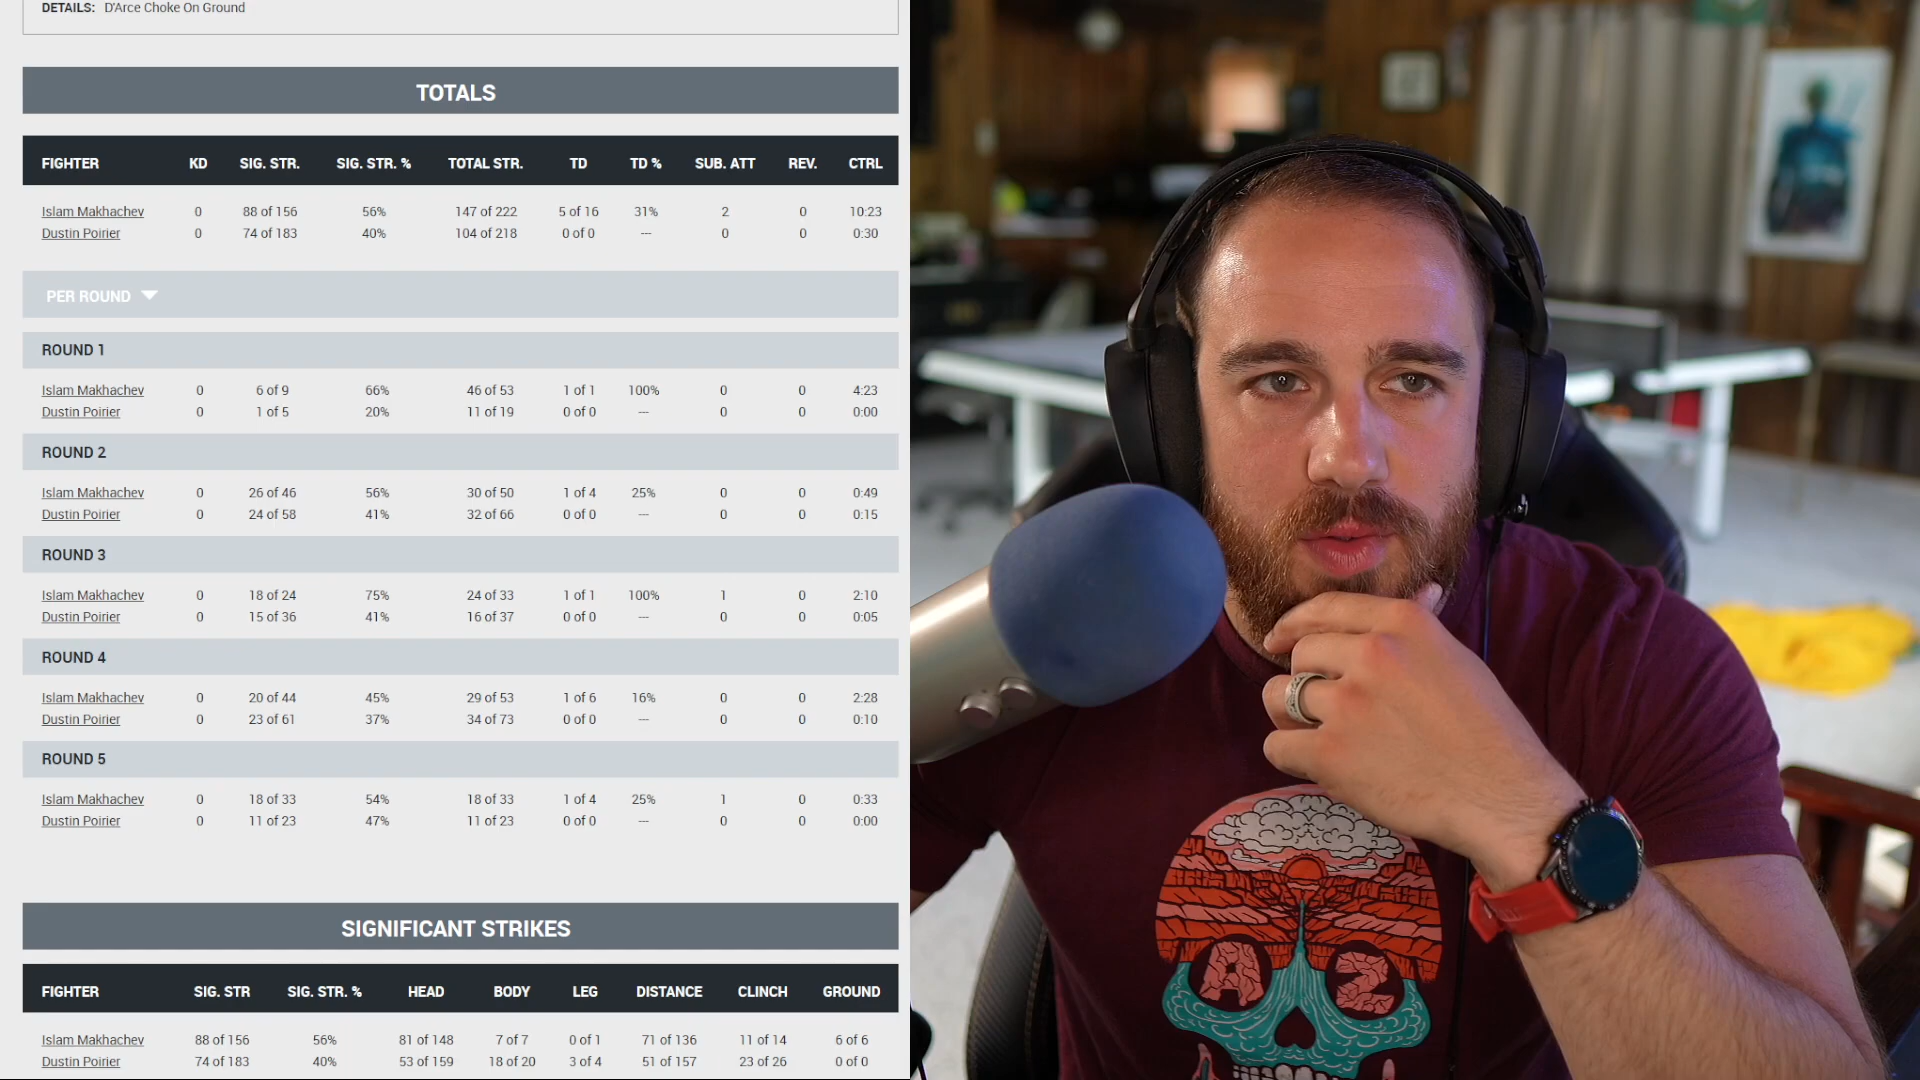 DETAILS: D'Arce Choke On Ground
TOTALS
FIGHTER KD SIG. STR. SIG. STR. % TOTAL STR. TD TD % SUB. ATT REV. CTRL
Islam Makhachev 0 88 of 156 56% 147 of 222 5 of 16 31% 2 0 10:23
Dustin Poirier 0 74 of 183 40% 104 of 218 0 of 0 --- 0 0 0:30
PER ROUND
ROUND 1
Islam Makhachev 0 6 of 9 66% 46 of 53 1 of 1 100% 0 0 4:23
Dustin Poirier 0 1 of 5 20% 11 of 19 0 of 0 --- 0 0 0:00
ROUND 2
Islam Makhachev 0 26 of 46 56% 30 of 50 1 of 4 25% 0 0 0:49
Dustin Poirier 0 24 of 58 41% 32 of 66 0 of 0 --- 0 0 0:15
ROUND 3
Islam Makhachev 0 18 of 24 75% 24 of 33 1 of 1 100% 1 0 2:10
Dustin Poirier 0 15 of 36 41% 16 of 37 0 of 0 --- 0 0 0:05
ROUND 4
Islam Makhachev 0 20 of 44 45% 29 of 53 1 of 6 16% 0 0 2:28
Dustin Poirier 0 23 of 61 37% 34 of 73 0 of 0 --- 0 0 0:10
ROUND 5
Islam Makhachev 0 18 of 33 54% 18 of 33 1 of 4 25% 1 0 0:33
Dustin Poirier 0 11 of 23 47% 11 of 23 0 of 0 --- 0 0 0:00
SIGNIFICANT STRIKES
FIGHTER SIG. STR SIG. STR. % HEAD BODY LEG DISTANCE CLINCH GROUND
Islam Makhachev 88 of 156 56% 81 of 148 7 of 7 0 of 1 71 of 136 11 of 14 6 of 6
Dustin Poirier 74 of 183 40% 53 of 159 18 of 20 3 of 4 51 of 157 23 of 26 0 of 0
A Z